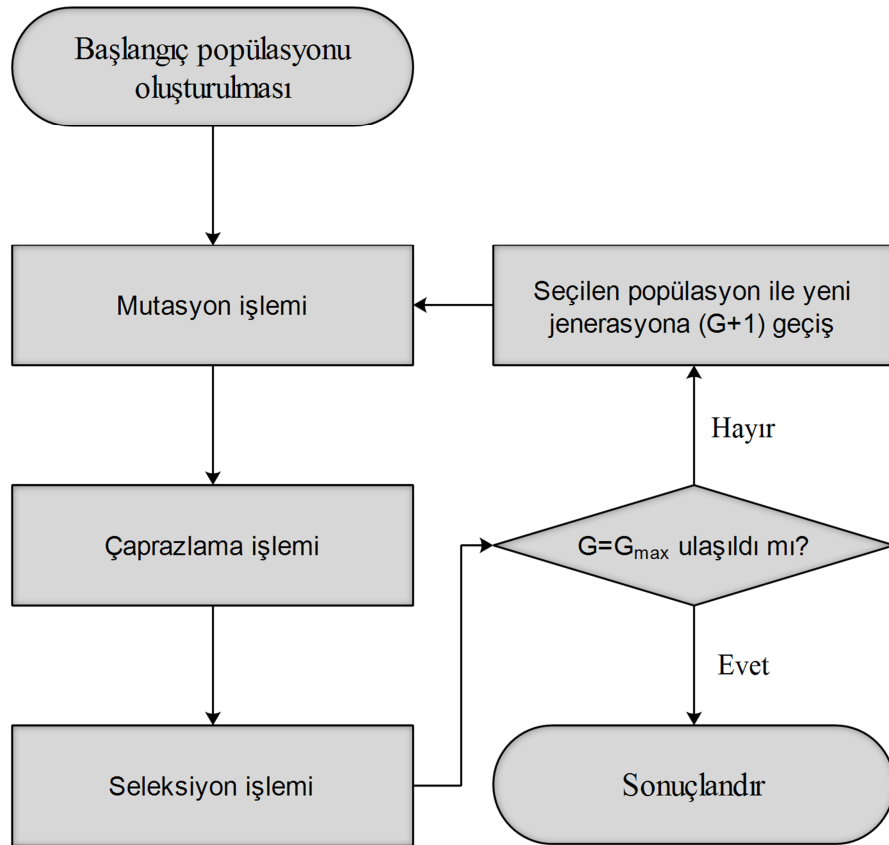 Başlangıç popülasyonu
oluşturulması
Mutasyon işlemi
Seçilen popülasyon ile yeni
jenerasyona (G+1) geçiş
Hayır
Çaprazlama işlemi
G=Gmax ulaşıldı mı?
Evet
Seleksiyon işlemi
Sonuçlandır